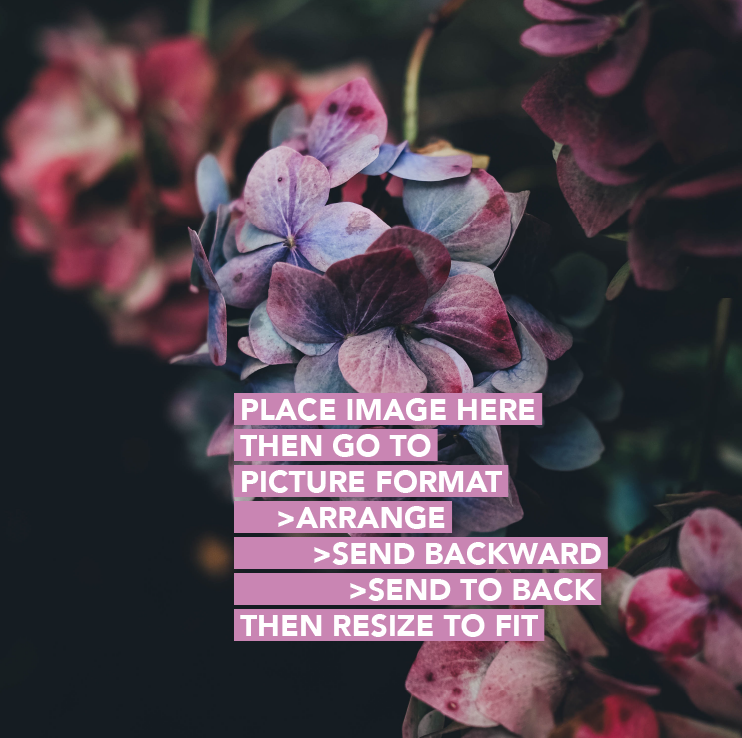 PLACE IMAGE HERE
THEN GO TO
PICTURE FORMAT
>ARRANGE
>SEND BACKWARD
>SEND TO BACK
THEN RESIZE TO FIT